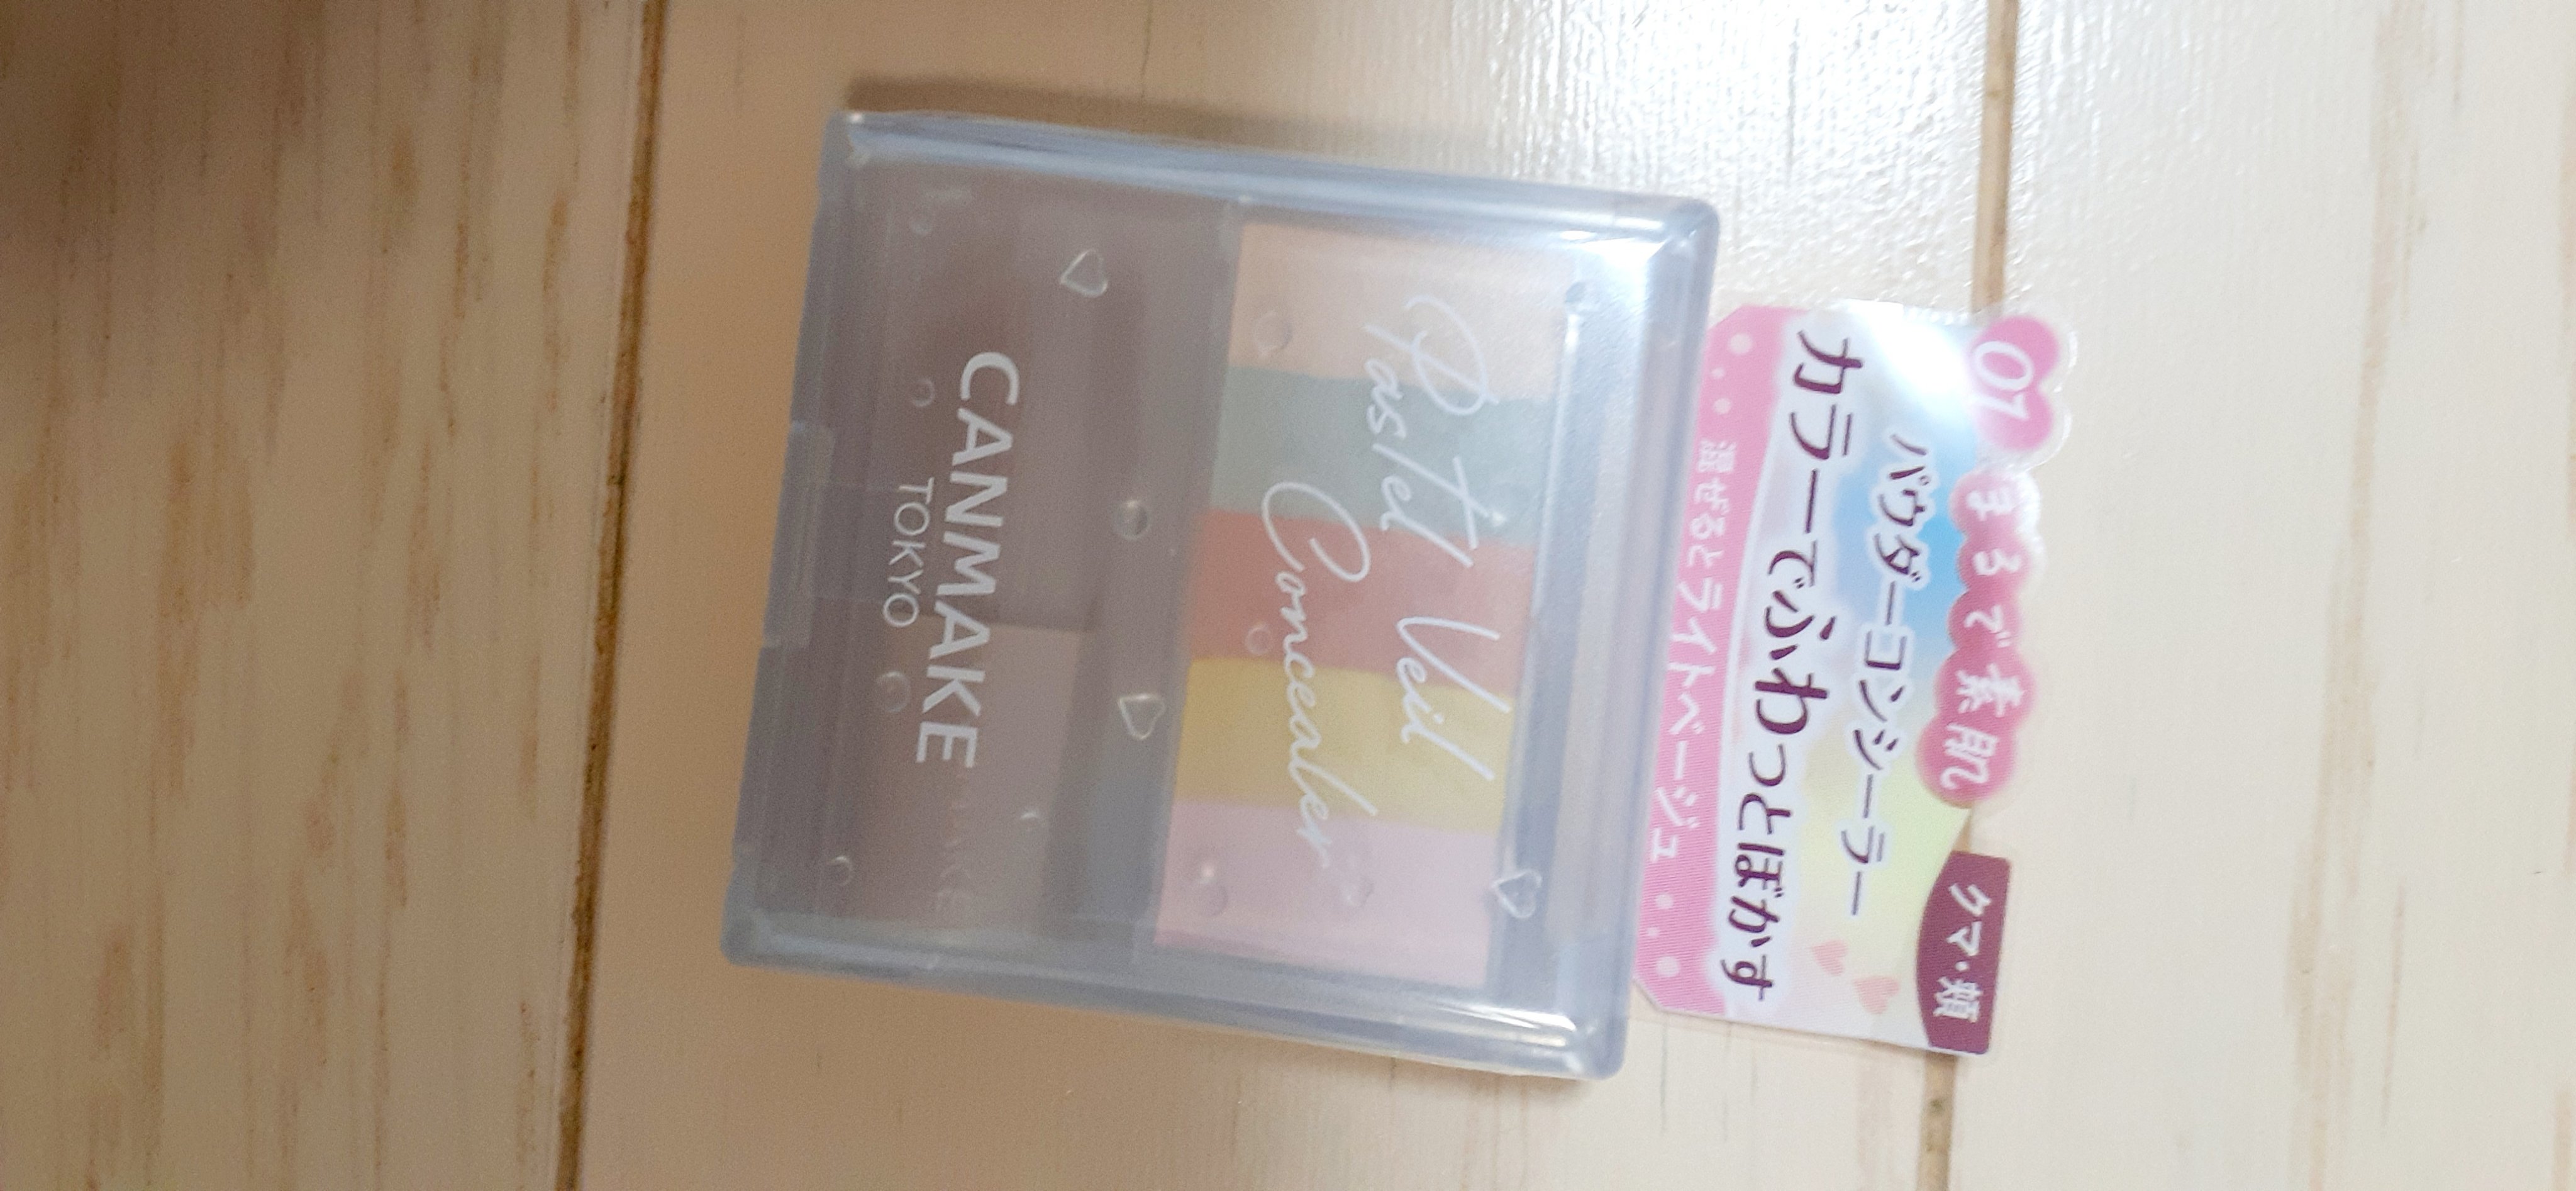 01
まるで素肌
パウダーコンシーラー
カラーでふわっとぼかす
混ぜるとライトベージュ
クマ・頬
Pastel Veil
Concealer
CANMAKE
TOKYO